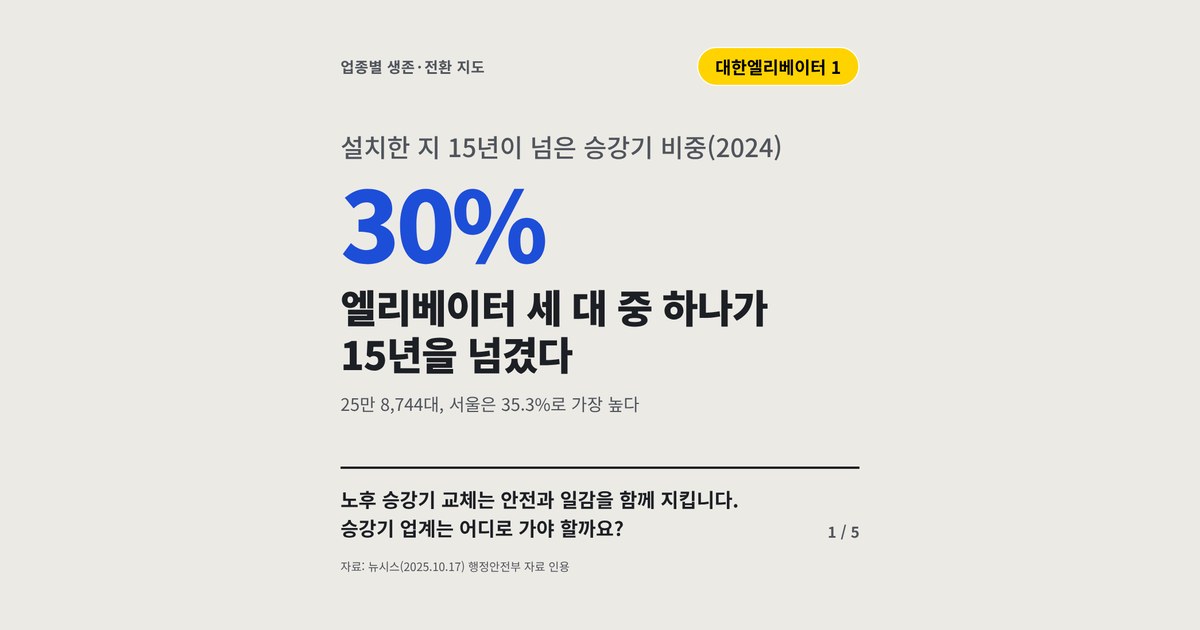 업종별 생존·전환 지도
대한엘리베이터 1
설치한 지 15년이 넘은 승강기 비중(2024)
30%
엘리베이터 세 대 중 하나가
15년을 넘겼다
25만 8,744대, 서울은 35.3%로 가장 높다
노후 승강기 교체는 안전과 일감을 함께 지킵니다.
승강기 업계는 어디로 가야 할까요?
1 / 5
자료: 뉴시스(2025.10.17) 행정안전부 자료 인용